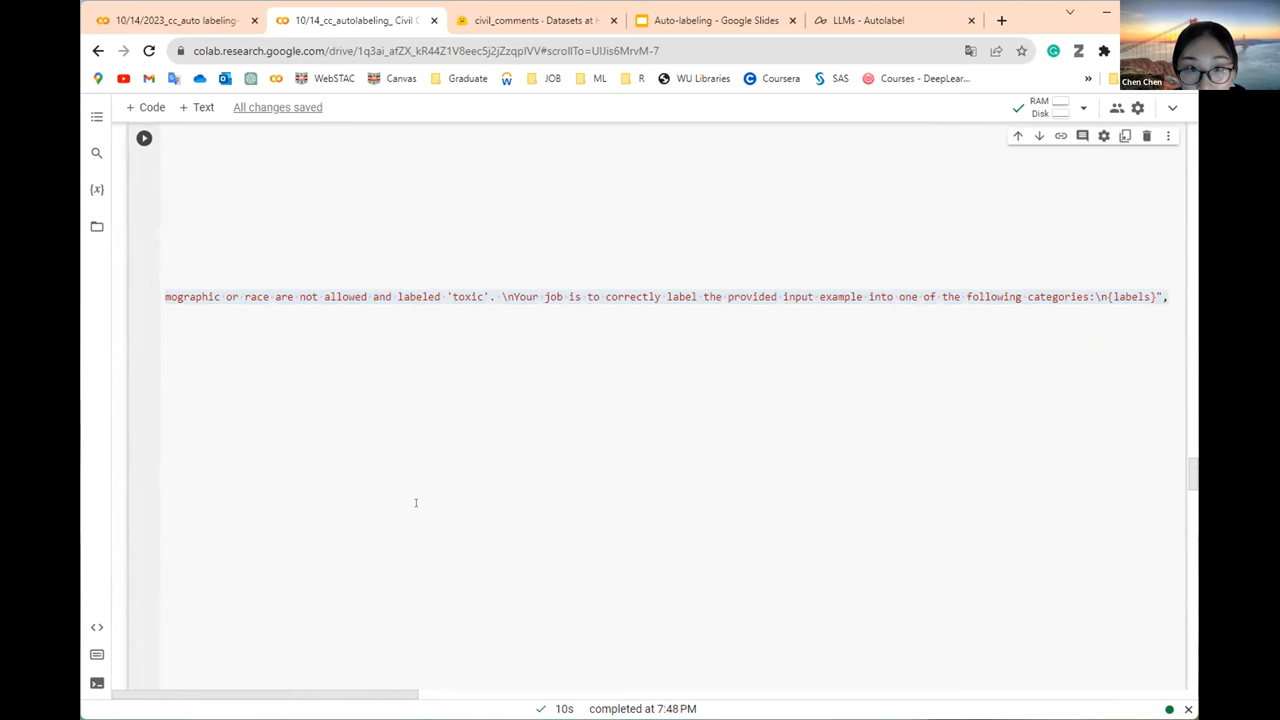 10/14/2023_cc_auto labeling
10/14_cc_autolabeling_ Civil C
civil_comments · Datasets at H
Auto-labeling - Google Slides
LLMs - Autolabel
colab.research.google.com/drive/1q3ai_afZX_kR44Z1V8eec5j2jZzqpIVV#scrollTo=UIJis6MrvM-7
WebSTAC
Canvas
Graduate
JOB
ML
R
WU Libraries
Coursera
SAS
Courses - DeepLear...
Chen Chen
+ Code
+ Text
All changes saved
RAM
Disk
mographic or race are not allowed and labeled 'toxic'. \nYour job is to correctly label the provided input example into one of the following categories:\n{labels}",
{x}
10s
completed at 7:48 PM